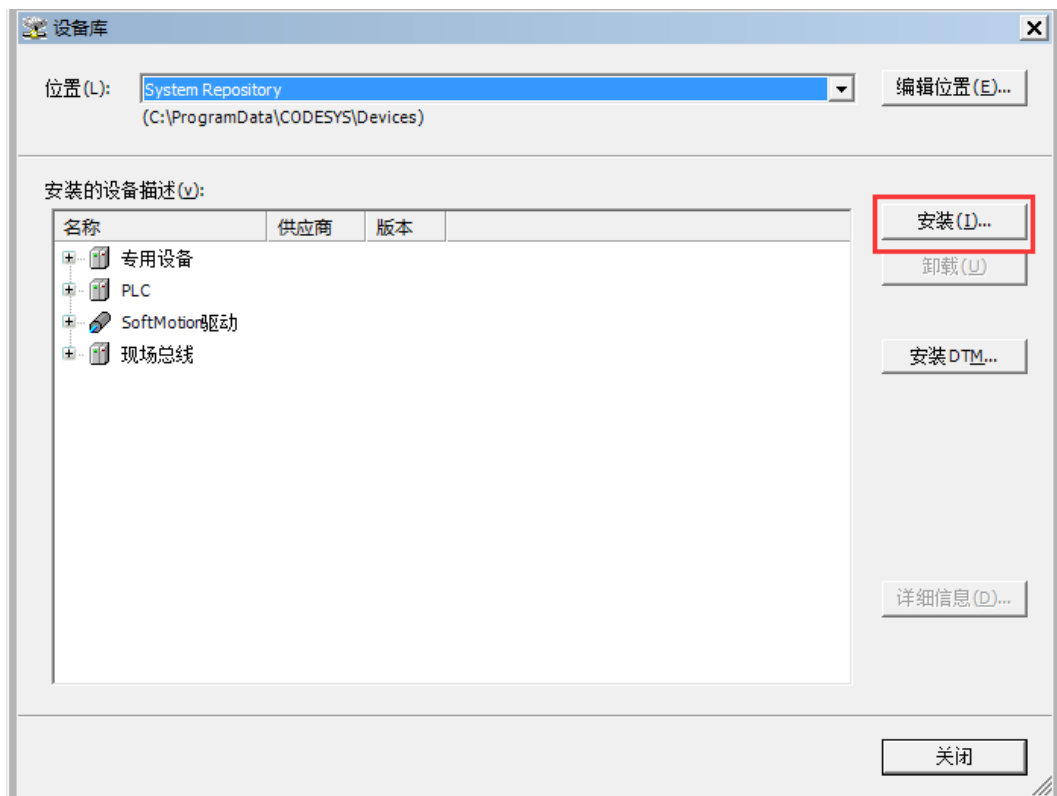 设备库
位置(L): System Repository 编辑位置(E)...
(C:\ProgramData\CODESYS\Devices)
安装的设备描述(v):
名称 供应商 版本
安装(I)...
专用设备
卸载(U)
PLC
SoftMotion驱动
现场总线
安装DTM...
详细信息(D)...
关闭